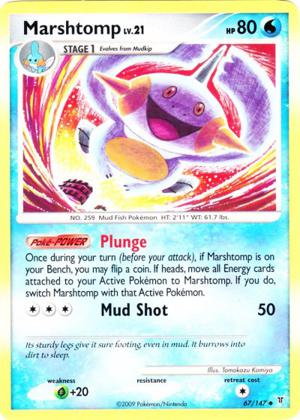 Marshtomp LV.21
HP 80
STAGE 1 Evolves from Mudkip
NO. 259 Mud Fish Pokémon HT: 2'11" WT: 61.7 lbs.
Poké-POWER Plunge
Once during your turn (before your attack), if Marshtomp is on
your Bench, you may flip a coin. If heads, move all Energy cards
attached to your Active Pokémon to Marshtomp. If you do,
switch Marshtomp with that Active Pokémon.
Mud Shot 50
Its sturdy legs give it sure footing, even in mud. It burrows into
dirt to sleep.
Illus. Tomokazu Komiya
weakness resistance retreat cost
+20
©2009 Pokémon/Nintendo
67/147